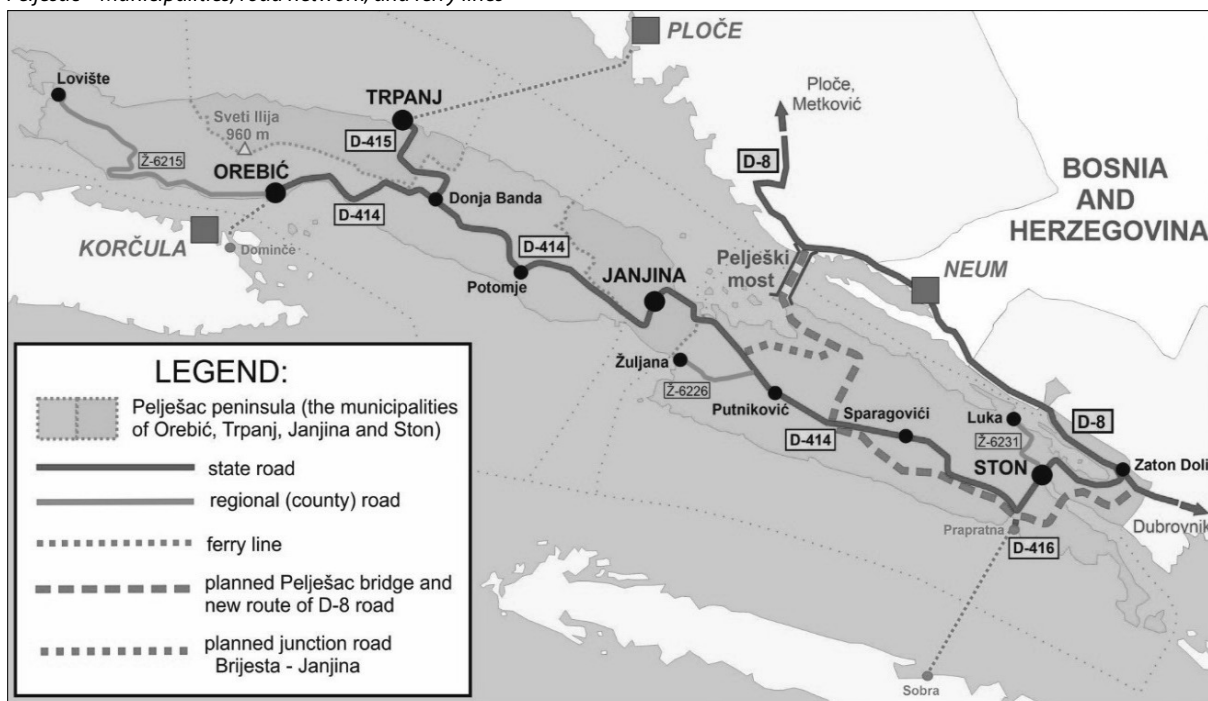 Pelješac - municipalities, road network, and ferry lines
PLOČE
Lovište
TRPANJ
Ploče,
Metković
Sveti Ilija
960 m
D-415
D-8
Ž-6215
OREBIĆ
BOSNIA
AND
HERZEGOVINA
Donja Banda
D-414
KORČULA
Dominče
D-414
Pelješki
most
JANJINA
NEUM
Potomje
Žuljana
Ž-6226
Putniković
Sparagovići
Luka
D-8
D-414
Ž-6231
STON
Zaton Doli
Prapratna
Dubrovnik
D-416
Sobra
LEGEND:
Pelješac peninsula (the municipalities
of Orebić, Trpanj, Janjina and Ston)
state road
regional (county) road
ferry line
planned Pelješac bridge and
new route of D-8 road
planned junction road
Brijesta - Janjina